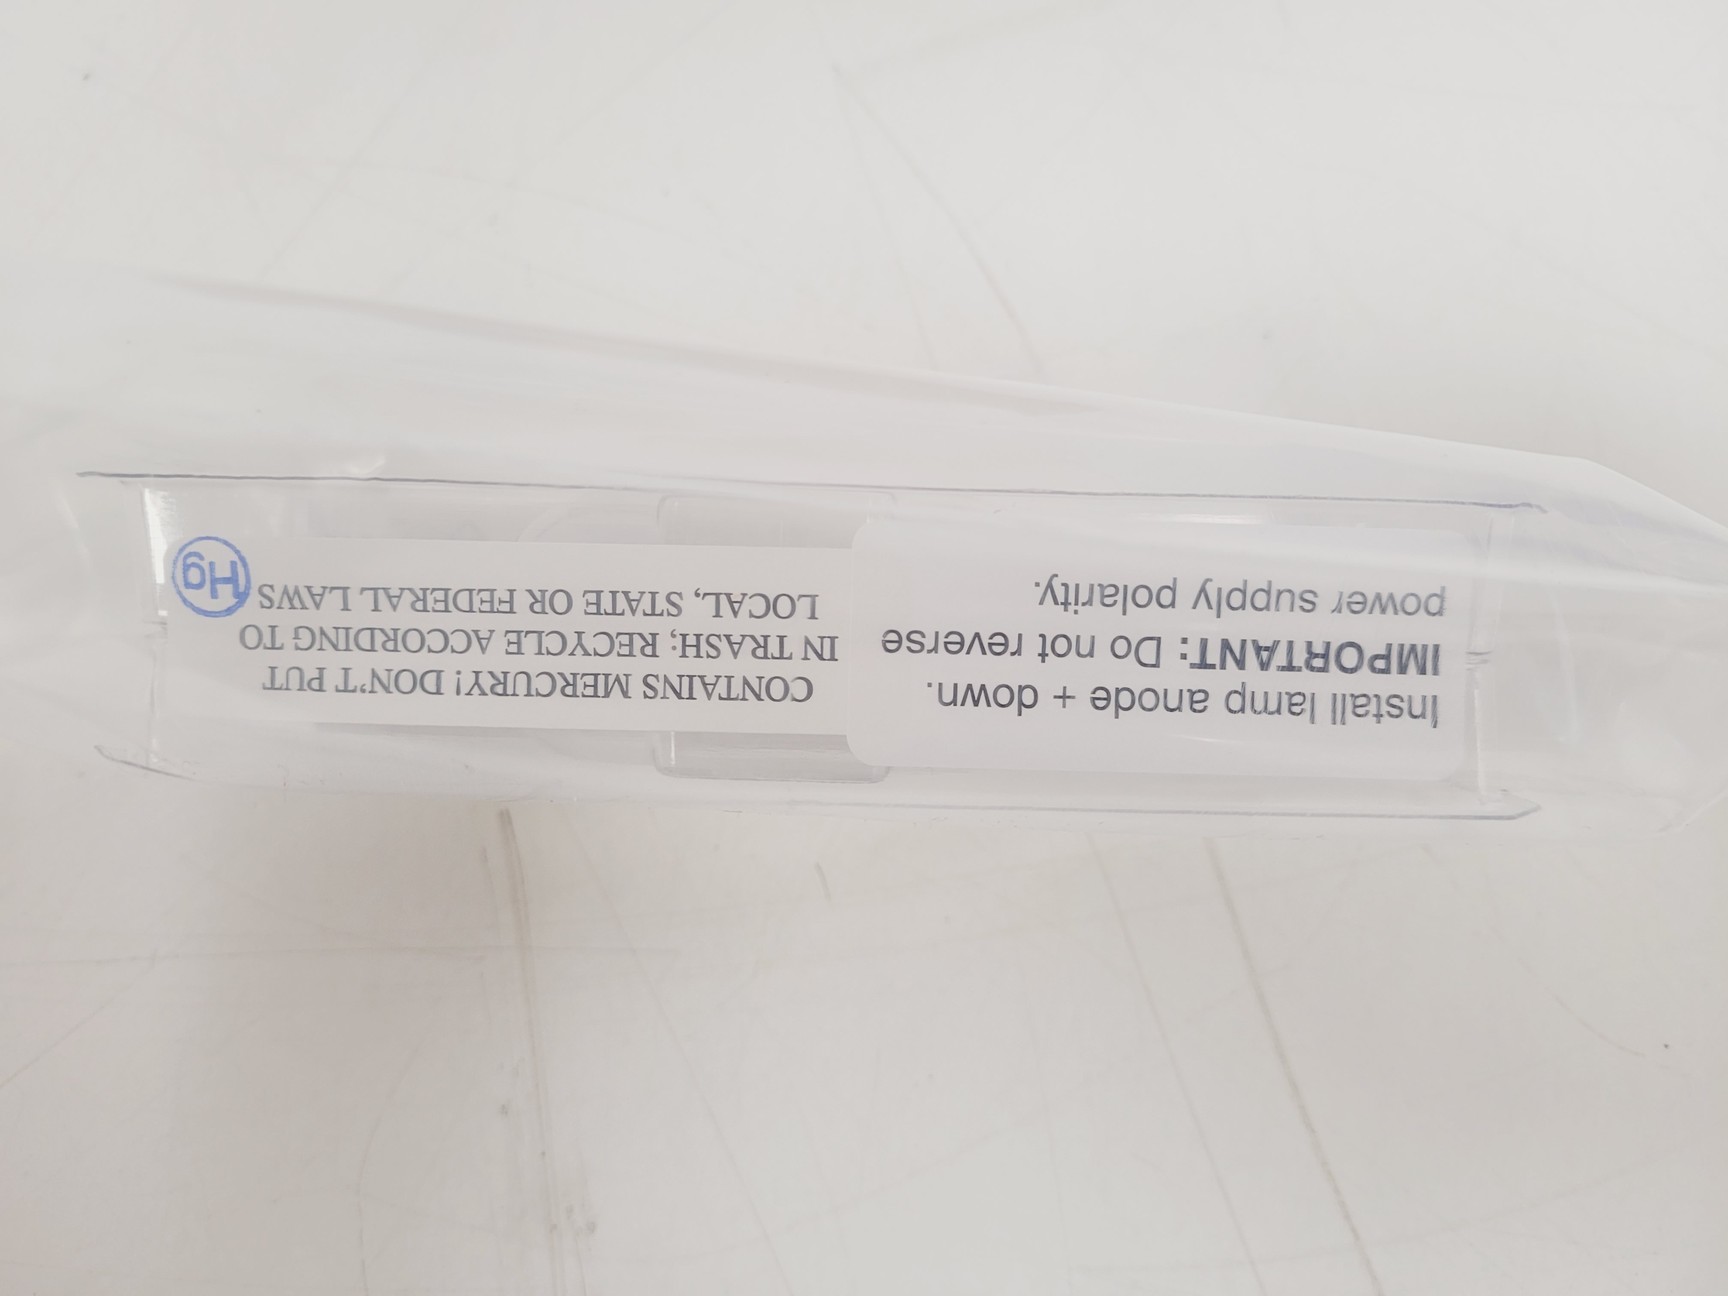 Install lamp anode + down.
IMPORTANT: Do not reverse
power supply polarity.
CONTAINS MERCURY! DON'T PUT
IN TRASH; RECYCLE ACCORDING TO
LOCAL, STATE OR FEDERAL LAWS
Hg